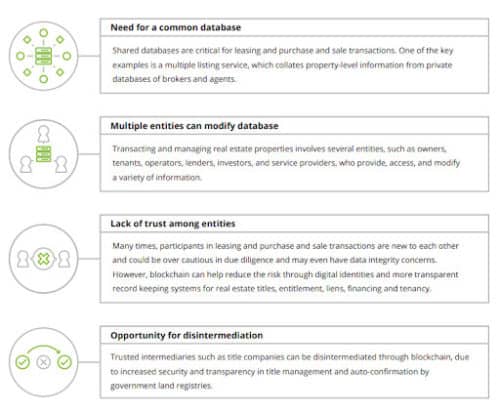 Need for a common database
Shared databases are critical for leasing and purchase and sale transactions. One of the key
examples is a multiple listing service, which collates property-level information from private
databases of brokers and agents.
Multiple entities can modify database
Transacting and managing real estate properties involves several entities, such as owners,
tenants, operators, lenders, investors, and service providers, who provide, access, and modify
a variety of information.
Lack of trust among entities
Many times, participants in leasing and purchase and sale transactions are new to each other
and could be over cautious in due diligence and may even have data integrity concerns.
However, blockchain can help reduce the risk through digital identities and more transparent
record keeping systems for real estate titles, entitlement, liens, financing and tenancy.
Opportunity for disintermediation
Trusted intermediaries such as title companies can be disintermediated through blockchain, due
to increased security and transparency in title management and auto-confirmation by
government land registries.